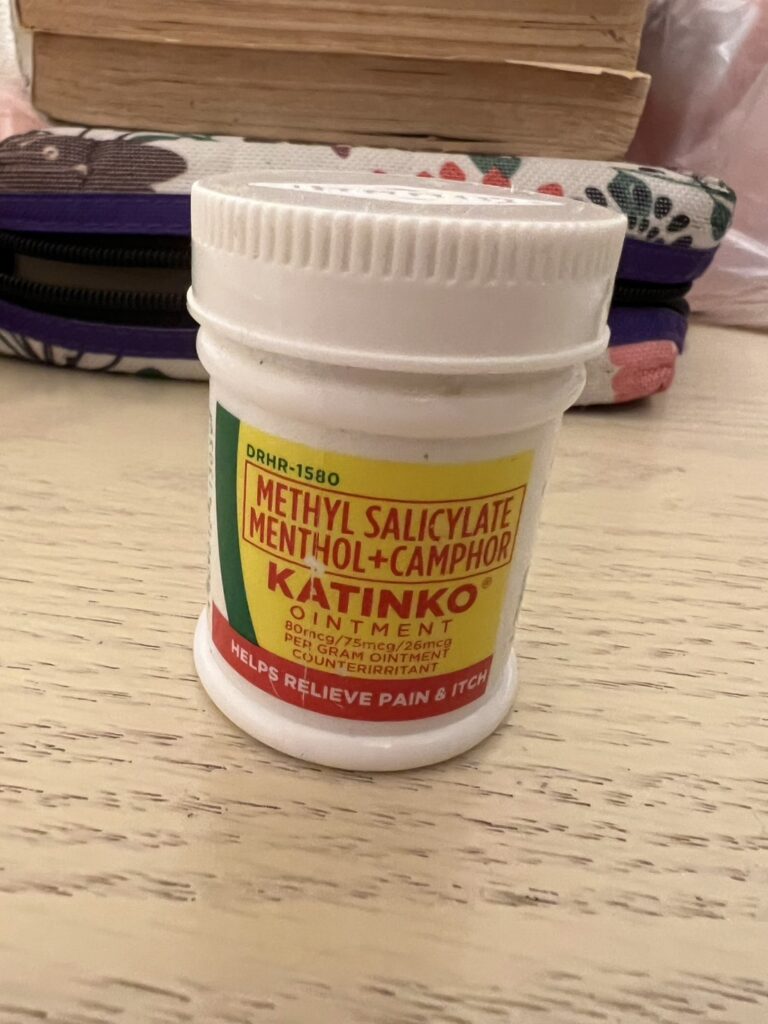 DRHR-1580
METHYL SALICYLATE
MENTHOL+CAMPHOR
KATINKO®
OINTMENT
80mcg/75mcg/26mcg
PER GRAM OINTMENT
COUNTERIRRITANT
HELPS RELIEVE PAIN & ITCH